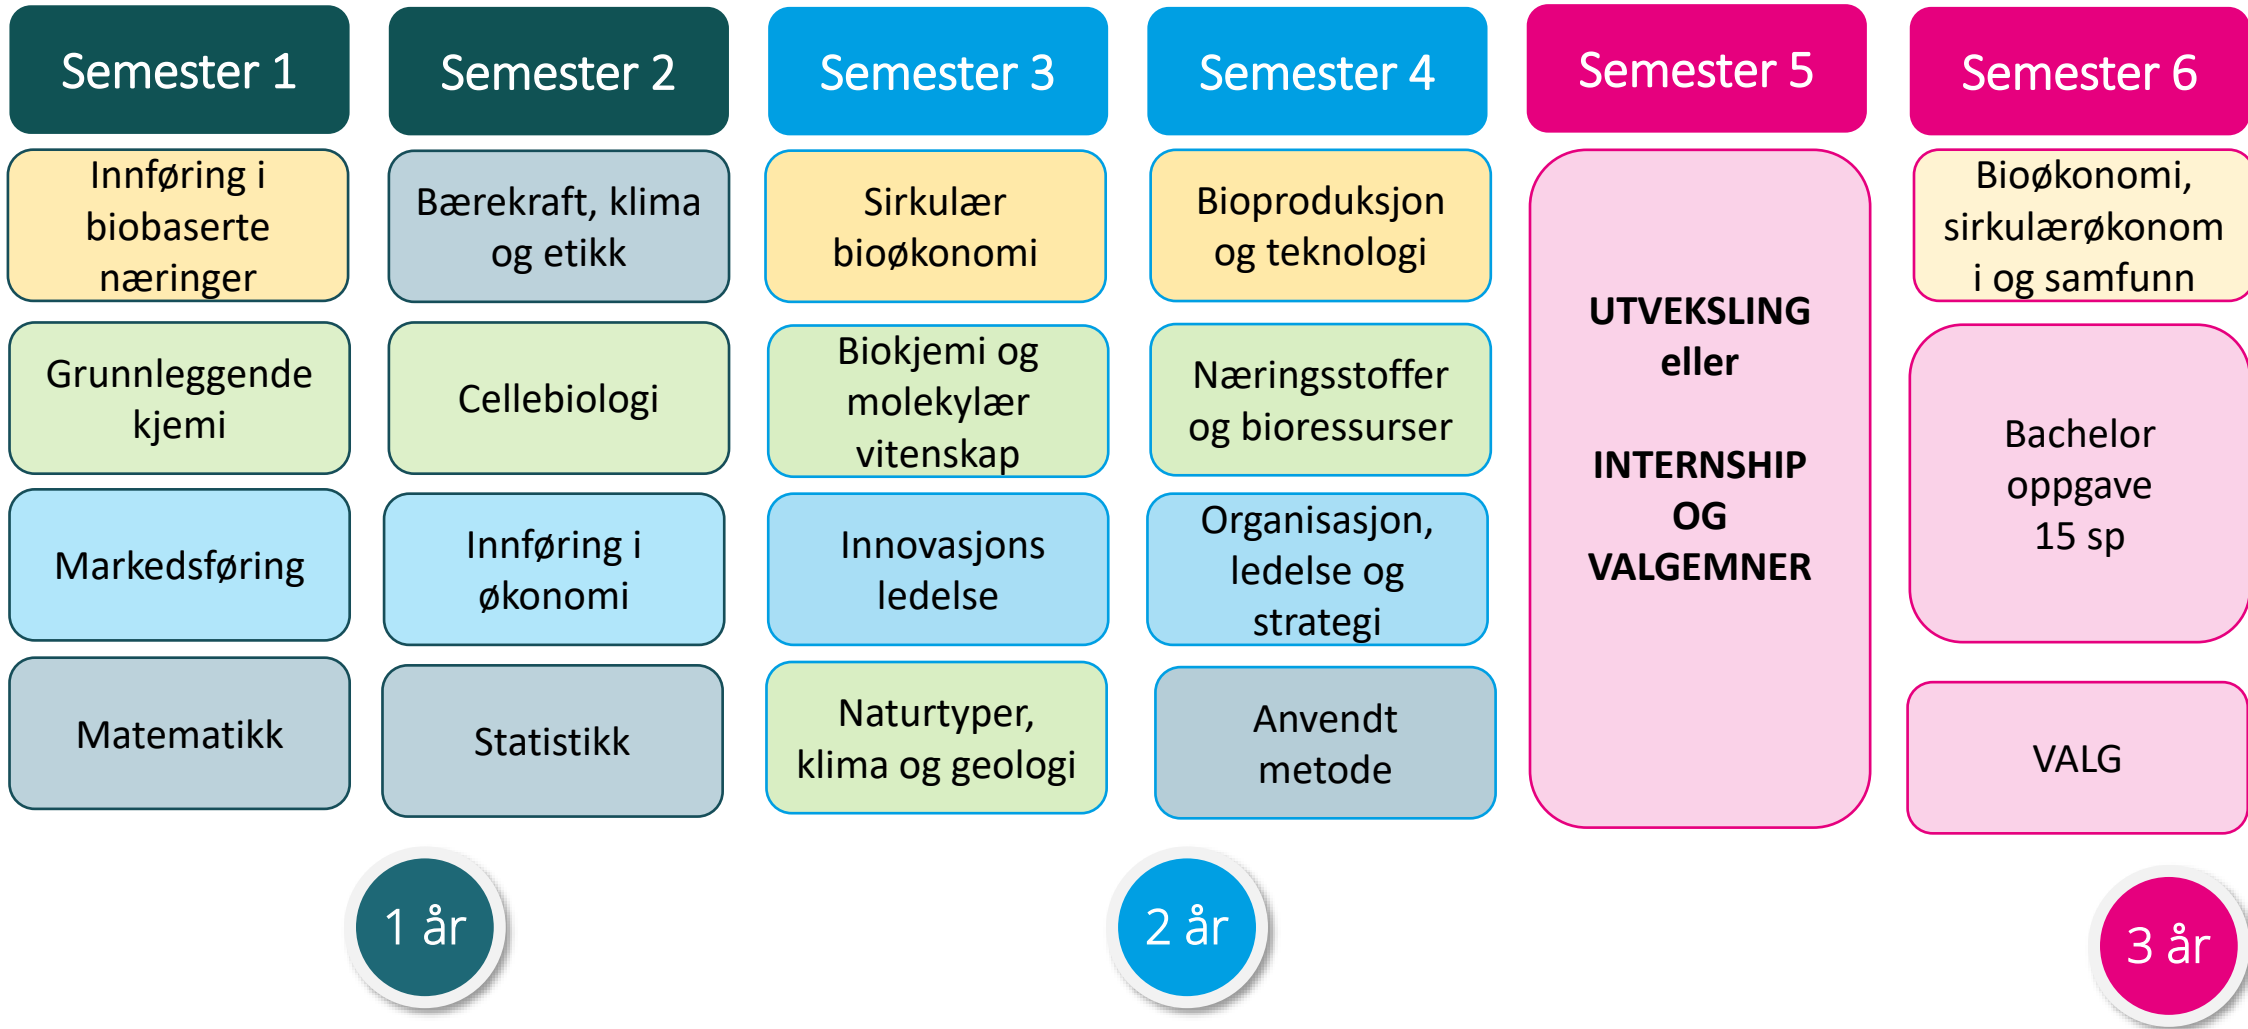 Semester 1
Semester 2
Semester 3
Semester 4
Semester 5
Semester 6
Innføring i
biobaserte
næringer
Grunnleggende
kjemi
Markedsføring
Matematikk
Bærekraft, klima
og etikk
Cellebiologi
Innføring i
økonomi
Statistikk
Sirkulær
bioøkonomi
Biokjemi og
molekylær
vitenskap
Innovasjons
ledelse
Naturtyper,
klima og geologi
Bioproduksjon
og teknologi
Næringsstoffer
og bioressurser
Organisasjon,
ledelse og
strategi
Anvendt
metode
UTVEKSLING
eller
INTERNSHIP
OG
VALGEMNER
Bioøkonomi,
sirkulærøkonom
i og samfunn
Bachelor
oppgave
15 sp
VALG
1 år
2 år
3 år